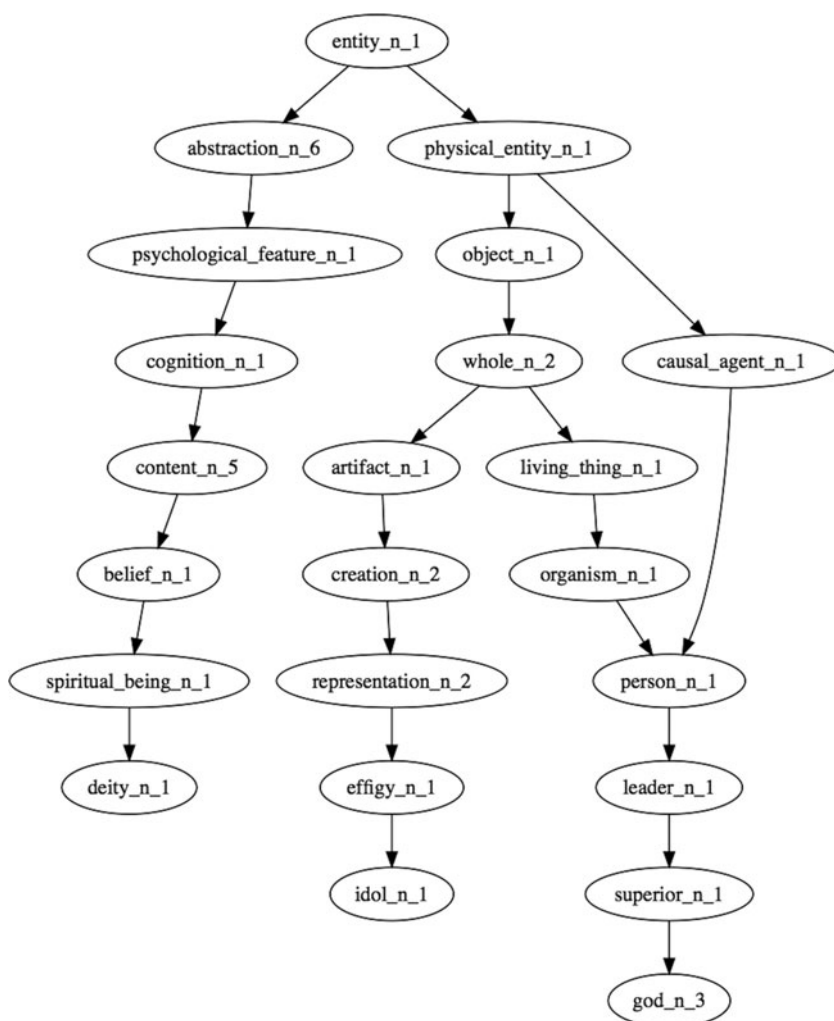 entity_n_1
abstraction_n_6
physical_entity_n_1
psychological_feature_n_1
object_n_1
cognition_n_1
whole_n_2
causal_agent_n_1
content_n_5
artifact_n_1
living_thing_n_1
belief_n_1
creation_n_2
organism_n_1
spiritual_being_n_1
representation_n_2
person_n_1
deity_n_1
effigy_n_1
leader_n_1
idol_n_1
superior_n_1
god_n_3